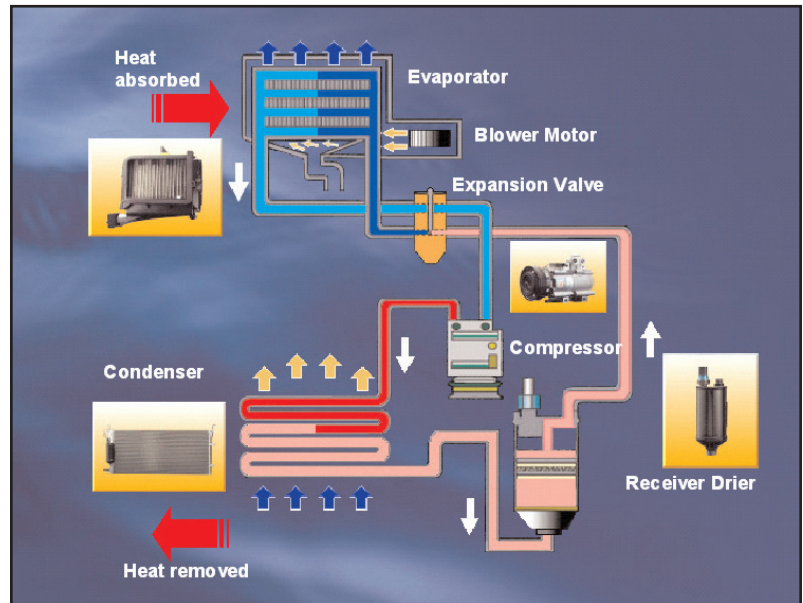 Heat
absorbed
Evaporator
Blower Motor
Expansion Valve
Compressor
Condenser
Receiver Drier
Heat removed